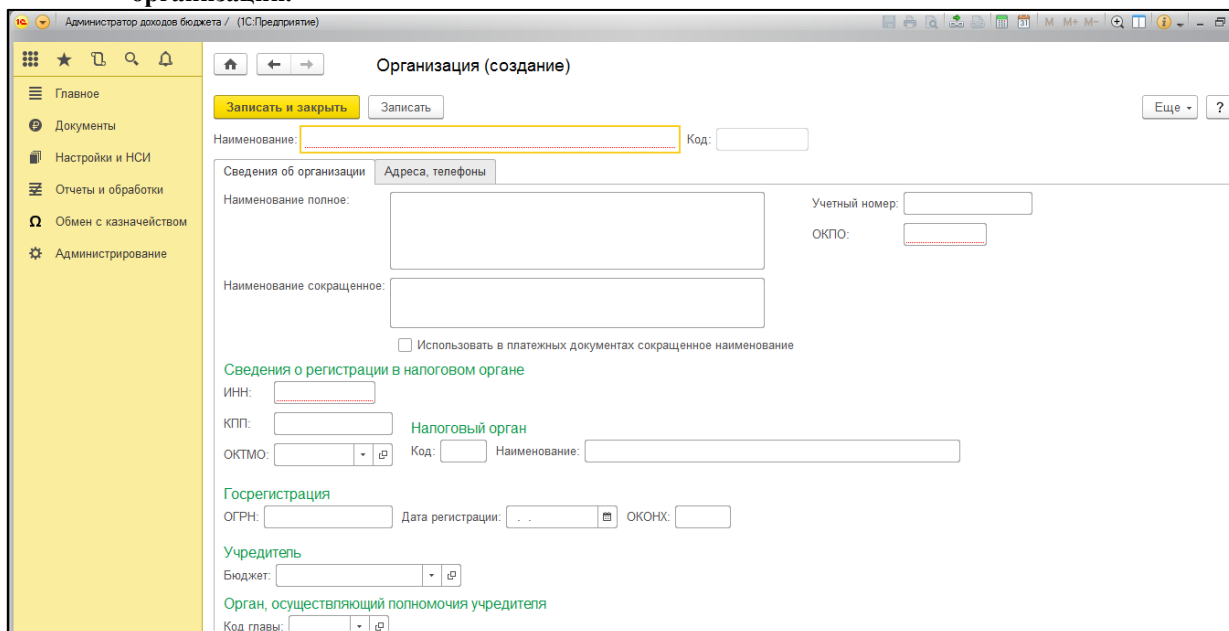 организации.
Администратор доходов бюджета / (1С:Предприятие)
M M+ M-
Организация (создание)
Главное
Документы
Настройки и НСИ
Отчеты и обработки
Обмен с казначейством
Администрирование
Записать и закрыть Записать Еще ?
Наименование: Код:
Сведения об организации Адреса, телефоны
Наименование полное: Учетный номер:
ОКПО:
Наименование сокращенное:
Использовать в платежных документах сокращенное наименование
Сведения о регистрации в налоговом органе
ИНН:
КПП: Налоговый орган
ОКТМО: Код: Наименование:
Госрегистрация
ОГРН: Дата регистрации: . . ОКОНХ:
Учредитель
Бюджет:
Орган, осуществляющий полномочия учредителя
Код главы: